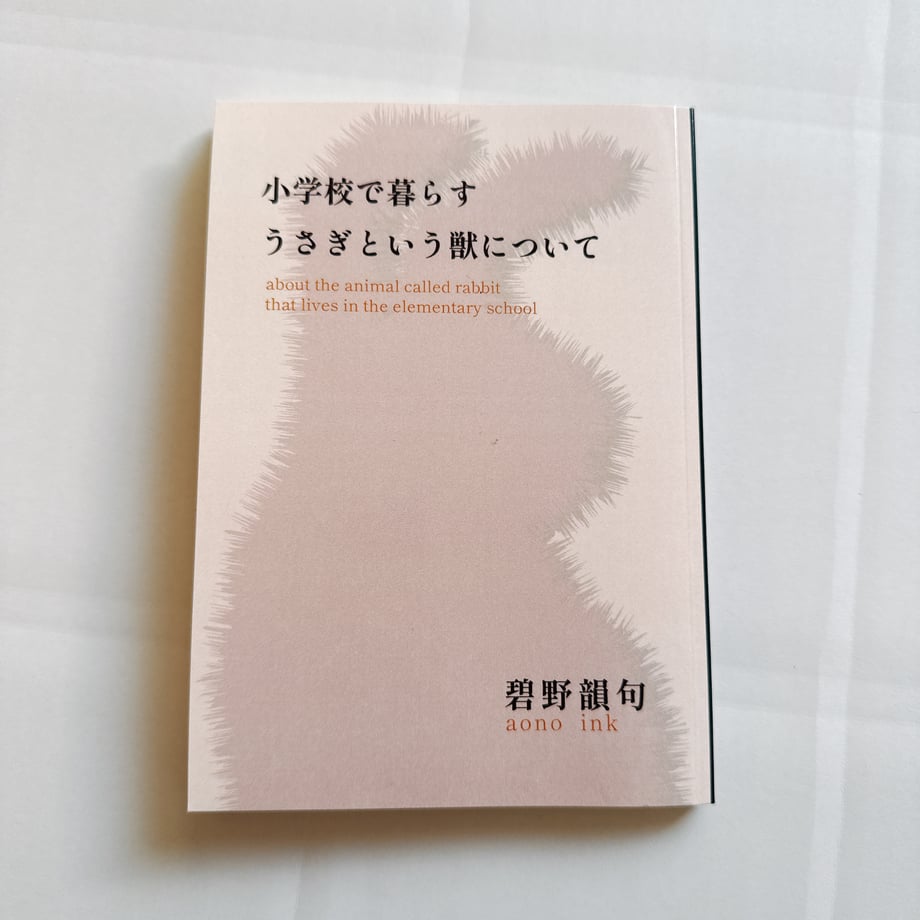 小学校で暮らす
うさぎという獣について
about the animal called rabbit
that lives in the elementary school
碧野韻句
aono ink